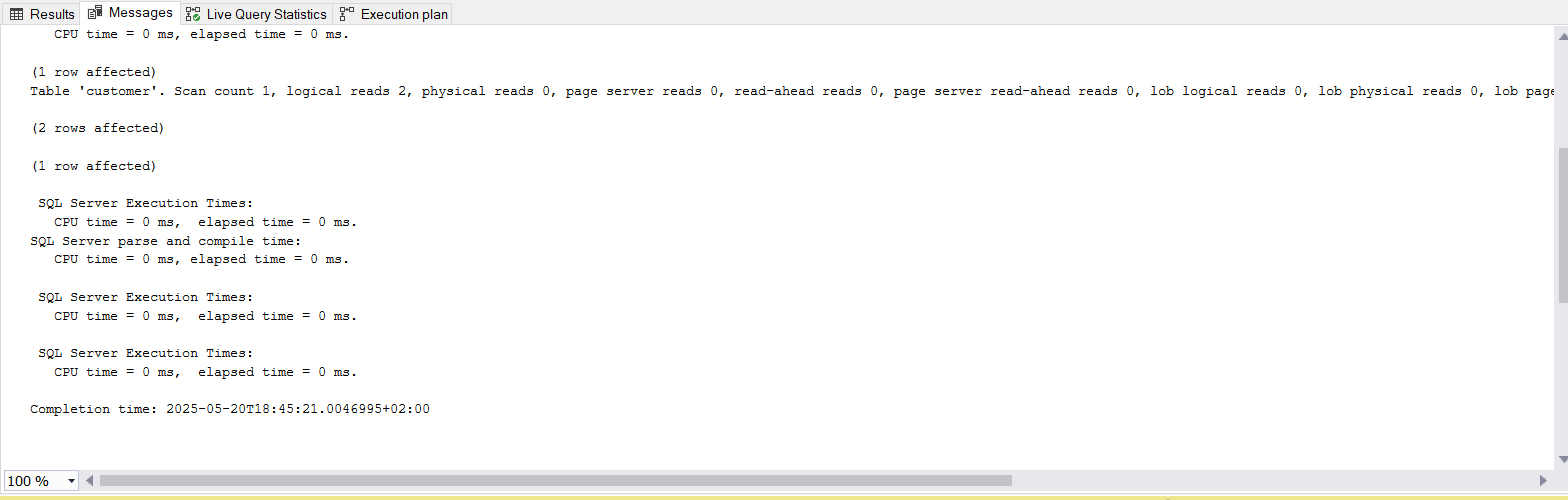 Results Messages Live Query Statistics Execution plan
CPU time = 0 ms, elapsed time = 0 ms.
(1 row affected)
Table 'customer'. Scan count 1, logical reads 2, physical reads 0, page server reads 0, read-ahead reads 0, page server read-ahead reads 0, lob logical reads 0, lob physical reads 0, lob page
(2 rows affected)
(1 row affected)
SQL Server Execution Times:
CPU time = 0 ms,  elapsed time = 0 ms.
SQL Server parse and compile time:
CPU time = 0 ms, elapsed time = 0 ms.
SQL Server Execution Times:
CPU time = 0 ms,  elapsed time = 0 ms.
SQL Server Execution Times:
CPU time = 0 ms,  elapsed time = 0 ms.
Completion time: 2025-05-20T18:45:21.0046995+02:00
100 %